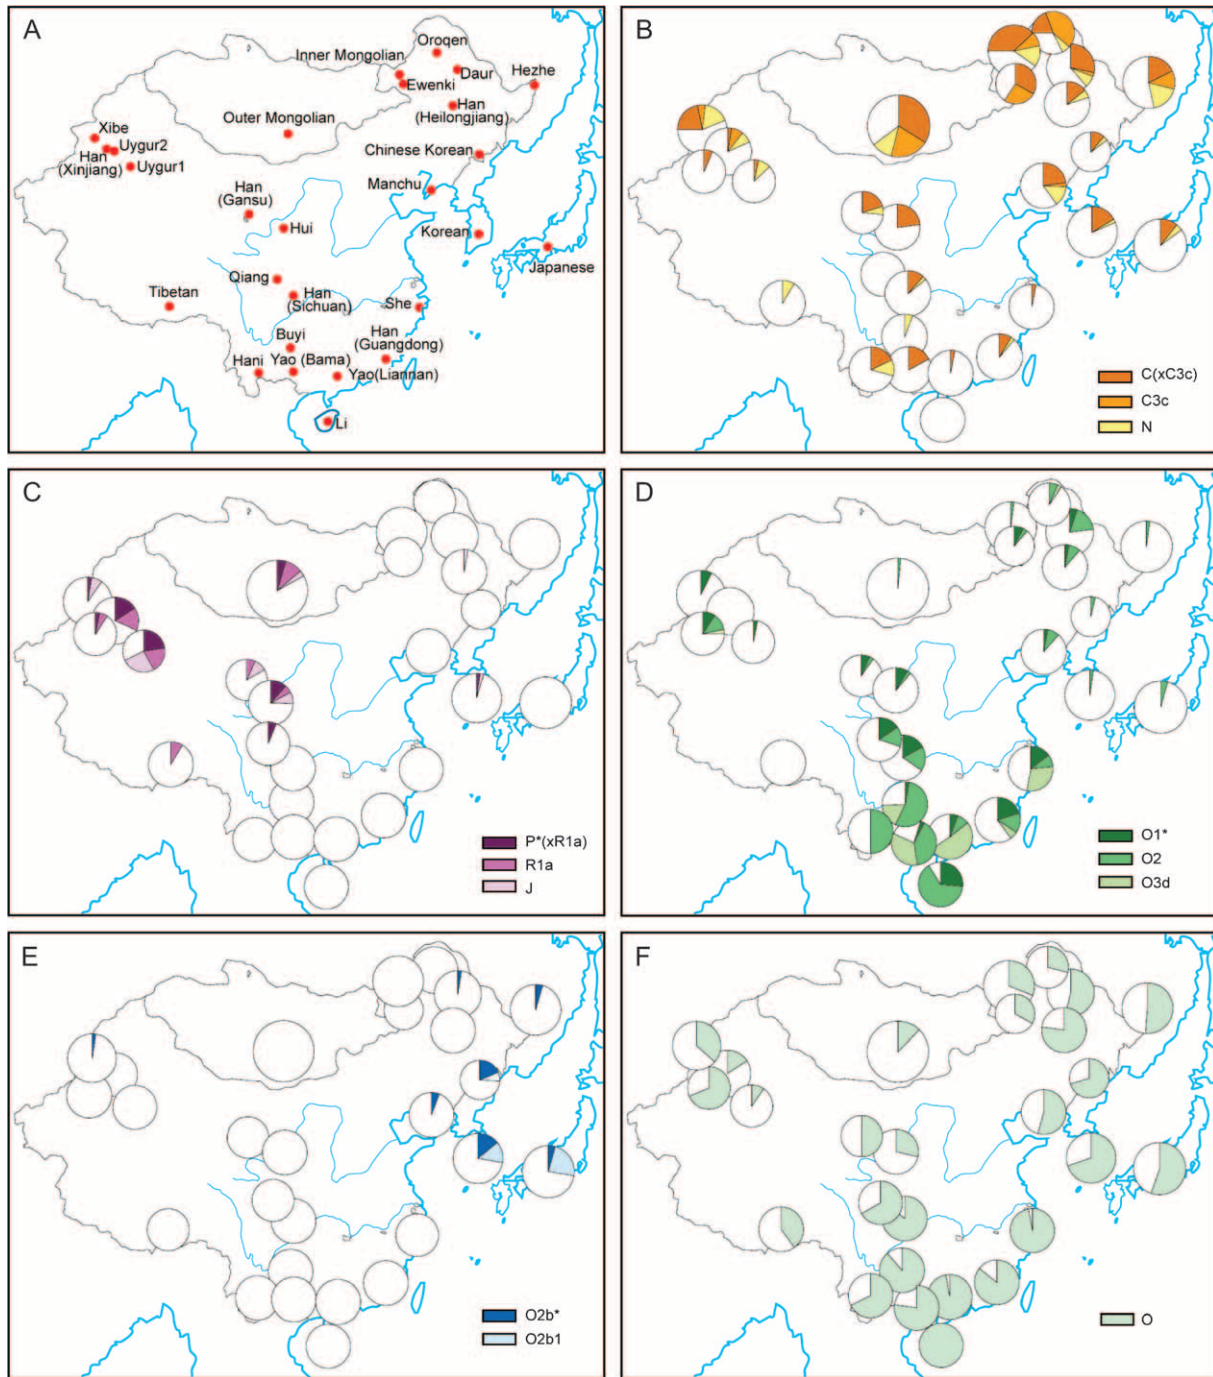 A
Oroqen
Inner Mongolian
Daur
Hezhe
Ewenki
Han
(Heilongjiang)
Outer Mongolian
Xibe
Uygur2
Han
(Xinjiang)
Uygur1
Chinese Korean
Manchu
Han
(Gansu)
Hui
Korean
Japanese
Qiang
Tibetan
Han
(Sichuan)
She
Buyi
Han
(Guangdong)
Hani
Yao (Bama)
Yao(Liannan)
Li
B
C(xC3c)
C3c
N
C
P*(xR1a)
R1a
J
D
O1*
O2
O3d
E
O2b*
O2b1
F
O